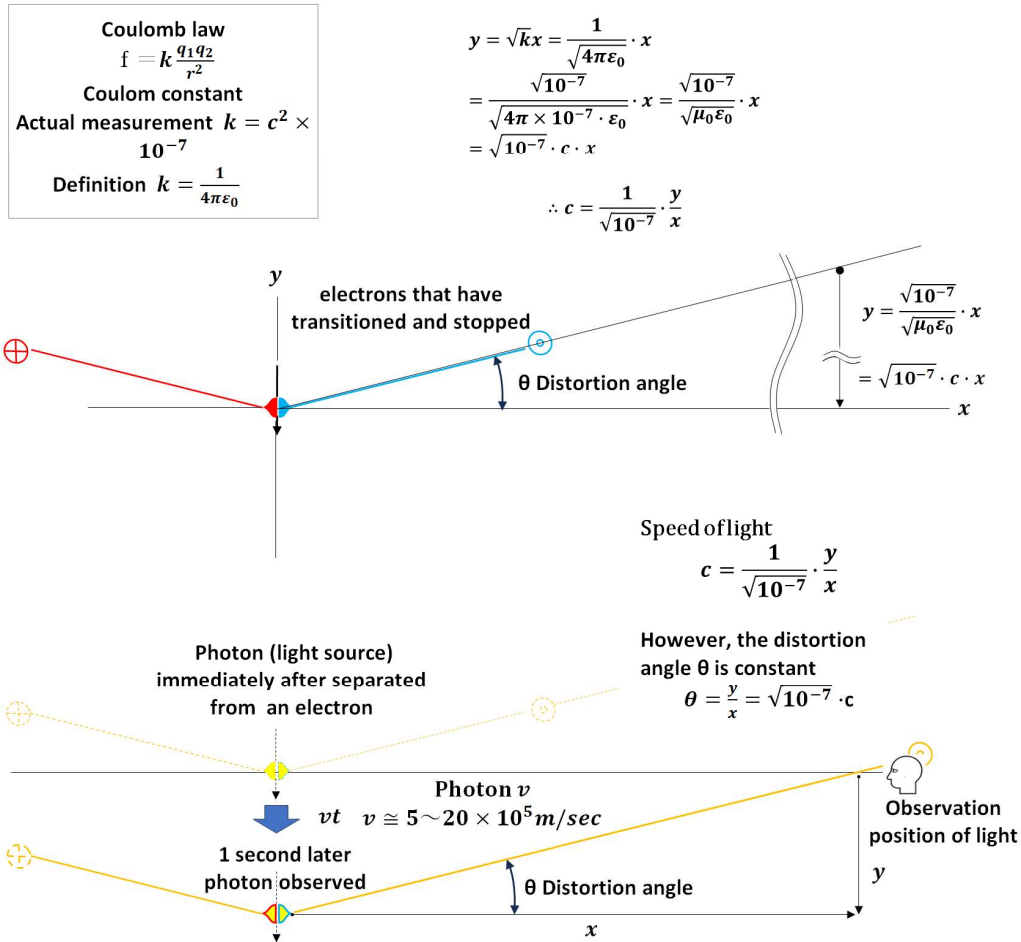 Coulomb law
f = k q₁q₂/r²
Coulom constant
Actual measurement k = c² ×
10⁻⁷
Definition k = 1/4πε₀
y = √k x = 1/√(4πε₀) · x
= √(10⁻⁷)/√(4π × 10⁻⁷ · ε₀) · x = √(10⁻⁷)/√(μ₀ε₀) · x
= √(10⁻⁷) · c · x
∴ c = 1/√(10⁻⁷) · y/x
y
electrons that have
transitioned and stopped
θ Distortion angle
y = √(10⁻⁷)/√(μ₀ε₀) · x
= √(10⁻⁷) · c · x
x
Speed of light
c = 1/√(10⁻⁷) · y/x
However, the distortion
angle θ is constant
θ = y/x = √(10⁻⁷) ·c
Photon (light source)
immediately after separated
from an electron
Photon v
vt v ≅ 5~20 × 10⁵m/sec
1 second later
photon observed
θ Distortion angle
Observation
position of light
y
x